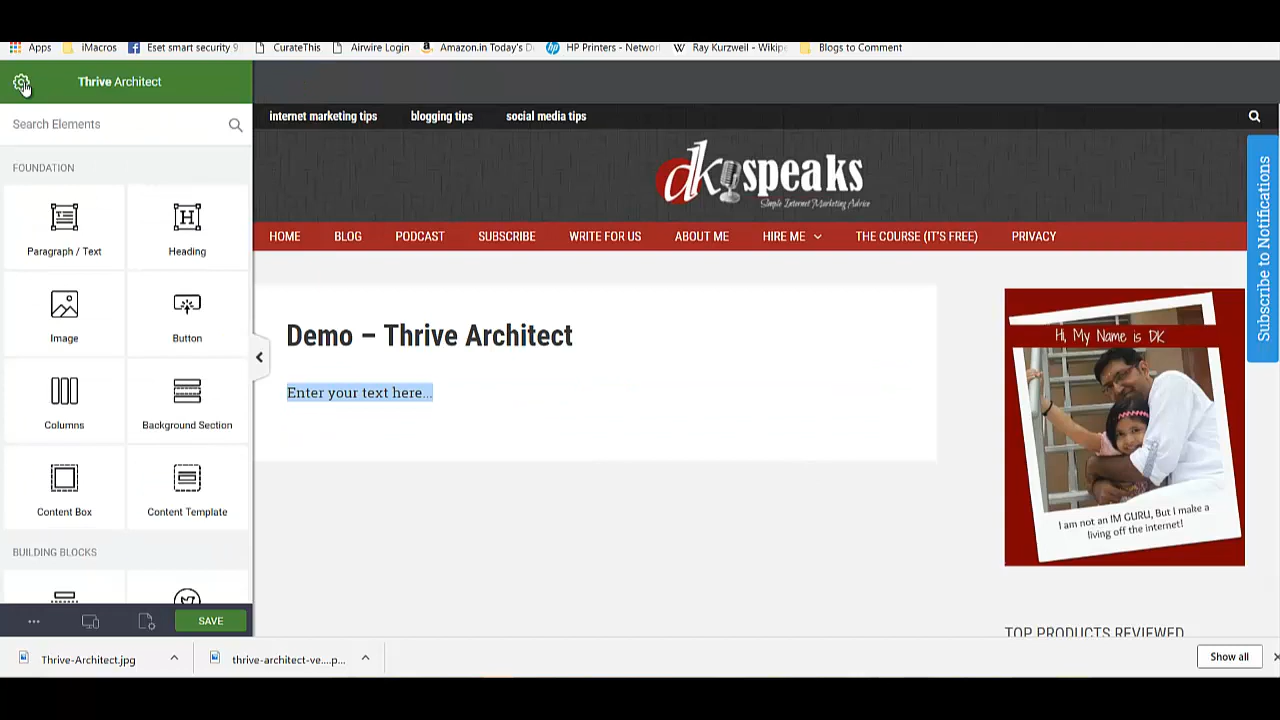 Apps iMacros Eset smart security 9 CurateThis Airwire Login Amazon.in Today's D HP Printers – Networ Ray Kurzweil - Wikip Blogs to Comment
Thrive Architect
Search Elements
FOUNDATION
Paragraph / Text
Heading
Image
Button
Columns
Background Section
Content Box
Content Template
BUILDING BLOCKS
SAVE
internet marketing tips blogging tips social media tips
dk speaks
Simple Internet Marketing Advice
HOME BLOG PODCAST SUBSCRIBE WRITE FOR US ABOUT ME HIRE ME THE COURSE (IT'S FREE) PRIVACY
Demo – Thrive Architect
Enter your text here...
Subscribe to Notifications
Hi, My Name is DK
I am not an IM GURU, But I make a
living off the internet!
TOP PRODUCTS REVIEWED
Thrive-Architect.jpg
thrive-architect-ve....p...
Show all